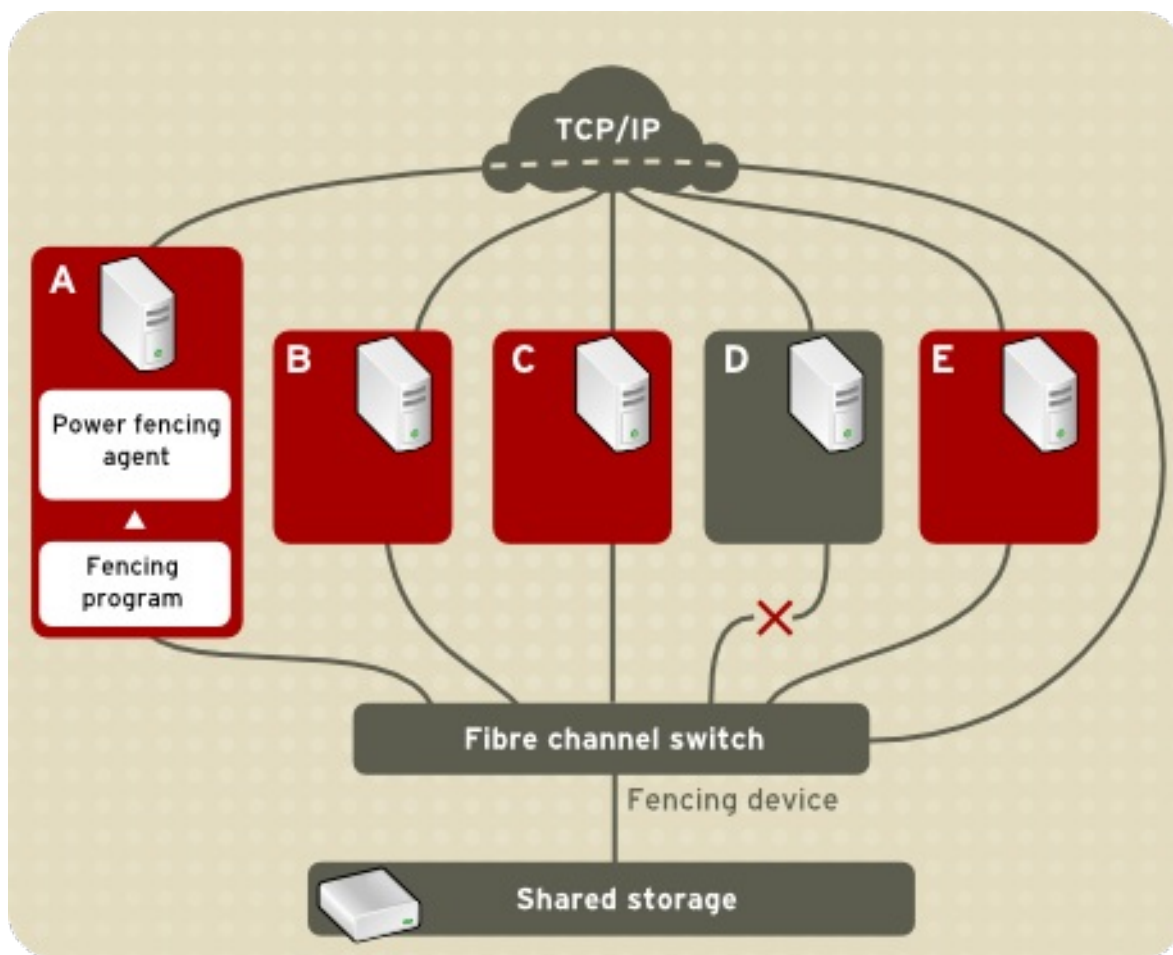 TCP/IP
A
Power fencing
agent
Fencing
program
B
C
D
E
Fibre channel switch
Fencing device
Shared storage